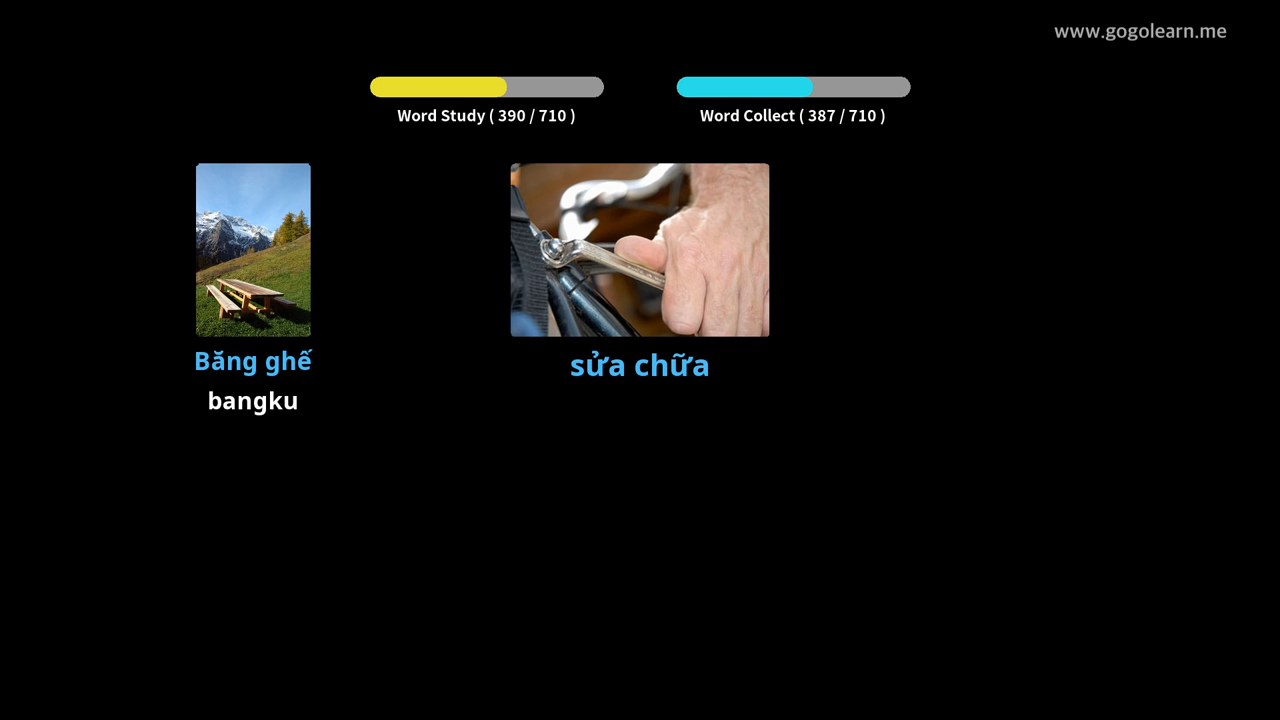 www.gogolearn.me
Word Study ( 390 / 710 )
Word Collect ( 387 / 710 )
Băng ghế
bangku
sửa chữa